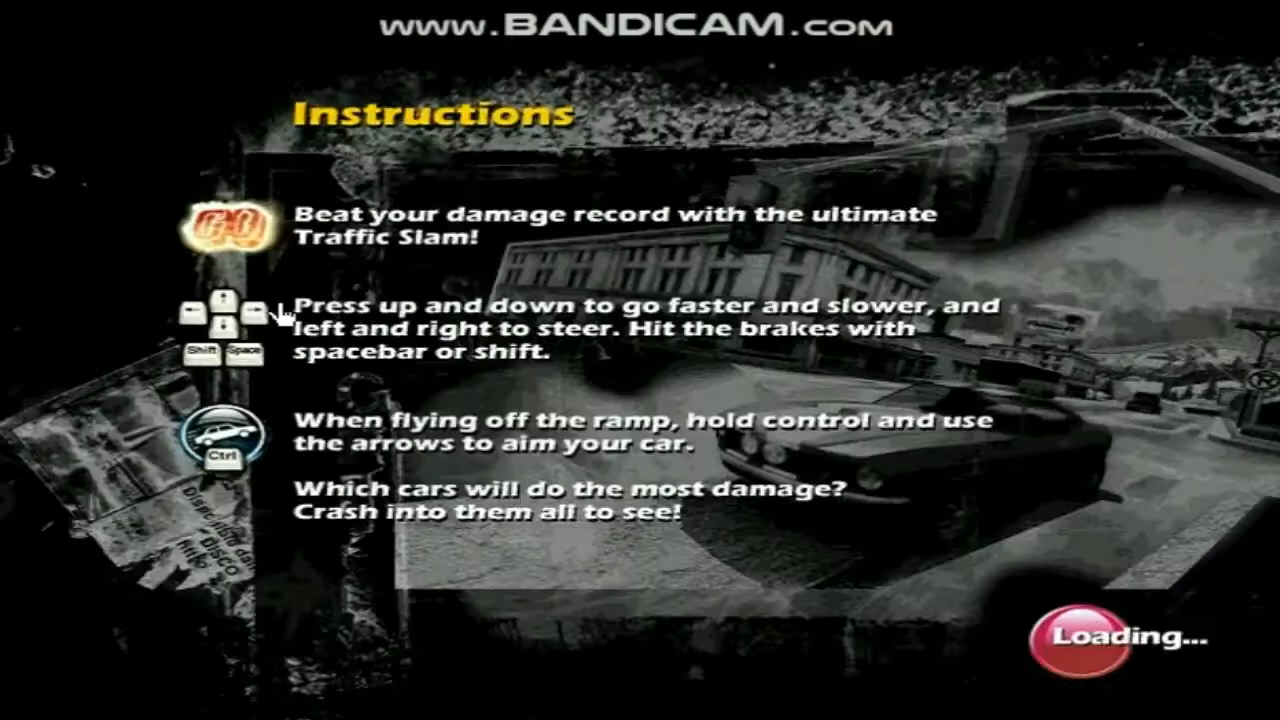 www.BANDICAM.COM
Instructions
GO
Beat your damage record with the ultimate
Traffic Slam!
Press up and down to go faster and slower, and
left and right to steer. Hit the brakes with
spacebar or shift.
Shift Space
When flying off the ramp, hold control and use
the arrows to aim your car.
Ctrl
Which cars will do the most damage?
Crash into them all to see!
DISCO
Loading...